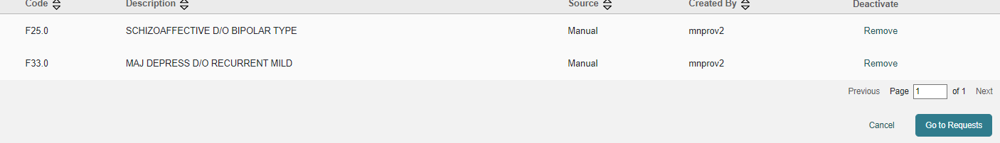 Code Description Source Created By Deactivate
F25.0 SCHIZOAFFECTIVE D/O BIPOLAR TYPE Manual mnprov2 Remove
F33.0 MAJ DEPRESS D/O RECURRENT MILD Manual mnprov2 Remove
Previous Page 1 of 1 Next
Cancel Go to Requests